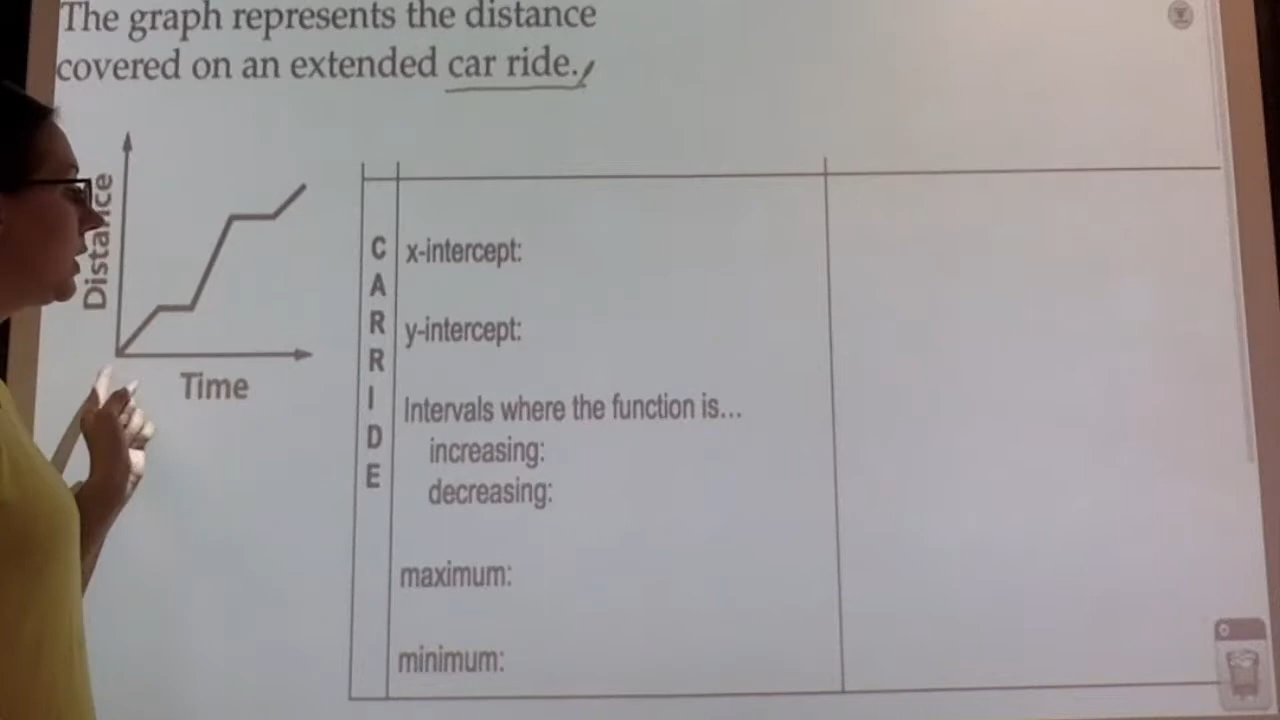 The graph represents the distance
covered on an extended car ride.
Distance
Time
CARRIDE
x-intercept:
y-intercept:
Intervals where the function is...
increasing:
decreasing:
maximum:
minimum: